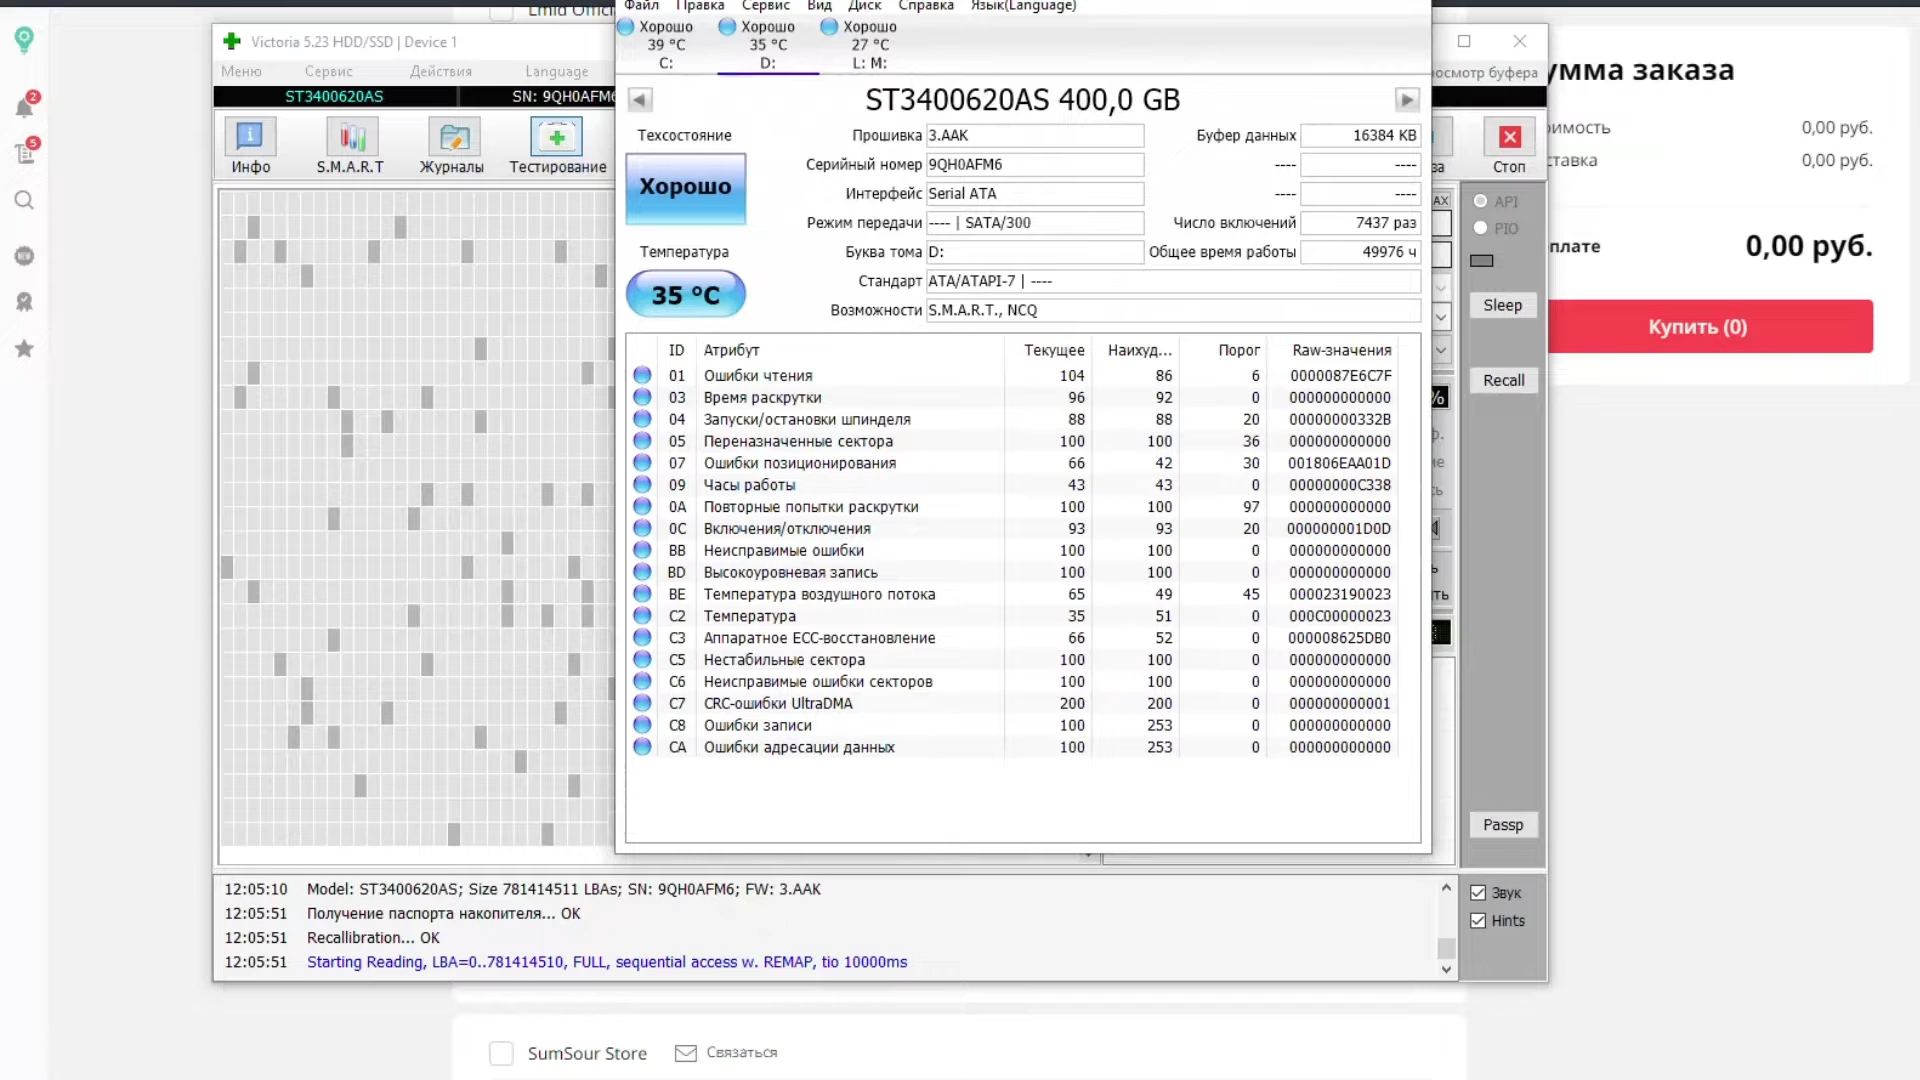 Emid Offici
2
5
Victoria 5.23 HDD/SSD | Device 1
Меню Сервис Действия Language
ST3400620AS SN: 9QH0AFM6
Инфо S.M.A.R.T Журналы Тестирование
Файл Правка Сервис Вид Диск Справка Язык(Language)
Хорошо Хорошо Хорошо
39 °C 35 °C 27 °C
C: D: L: M:
ST3400620AS 400,0 GB
Техсостояние
Хорошо
Температура
35 °C
Прошивка 3.AAK Буфер данных 16384 KB
Серийный номер 9QH0AFM6 ---- ----
Интерфейс Serial ATA ---- ----
Режим передачи ---- | SATA/300 Число включений 7437 раз
Буква тома D: Общее время работы 49976 ч
Стандарт ATA/ATAPI-7 | ----
Возможности S.M.A.R.T., NCQ
ID Атрибут Текущее Наихуд... Порог Raw-значения
01 Ошибки чтения 104 86 6 0000087E6C7F
03 Время раскрутки 96 92 0 000000000000
04 Запуски/остановки шпинделя 88 88 20 00000000332B
05 Переназначенные сектора 100 100 36 000000000000
07 Ошибки позиционирования 66 42 30 001806EAA01D
09 Часы работы 43 43 0 00000000C338
0A Повторные попытки раскрутки 100 100 97 000000000000
0C Включения/отключения 93 93 20 000000001D0D
BB Неисправимые ошибки 100 100 0 000000000000
BD Высокоуровневая запись 100 100 0 000000000000
BE Температура воздушного потока 65 49 45 000023190023
C2 Температура 35 51 0 000C00000023
C3 Аппаратное ECC-восстановление 66 52 0 000008625DB0
C5 Нестабильные сектора 100 100 0 000000000000
C6 Неисправимые ошибки секторов 100 100 0 000000000000
C7 CRC-ошибки UltraDMA 200 200 0 000000000001
C8 Ошибки записи 100 253 0 000000000000
CA Ошибки адресации данных 100 253 0 000000000000
осмотр буфера
за Стоп
AX API
PIO
Sleep
%
Recall
Passp
Звук
Hints
12:05:10 Model: ST3400620AS; Size 781414511 LBAs; SN: 9QH0AFM6; FW: 3.AAK
12:05:51 Получение паспорта накопителя... OK
12:05:51 Recallibration... OK
12:05:51 Starting Reading, LBA=0..781414510, FULL, sequential access w. REMAP, tio 10000ms
умма заказа
имость 0,00 руб.
ставка 0,00 руб.
плате 0,00 руб.
Купить (0)
SumSour Store Связаться